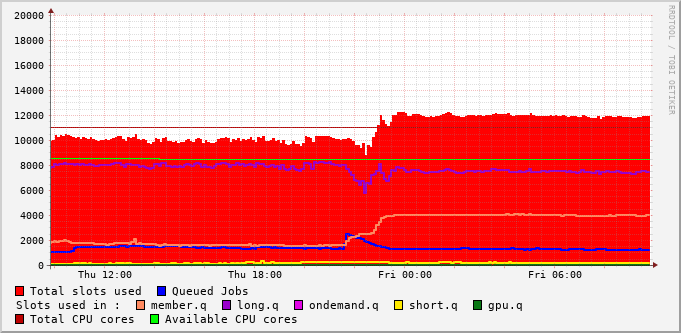 20000
18000
16000
14000
12000
10000
8000
6000
4000
2000
0
Thu 12:00 Thu 18:00 Fri 00:00 Fri 06:00
RRDTOOL / TOBI OETIKER
Total slots used Queued Jobs
Slots used in : member.q long.q ondemand.q short.q gpu.q
Total CPU cores Available CPU cores